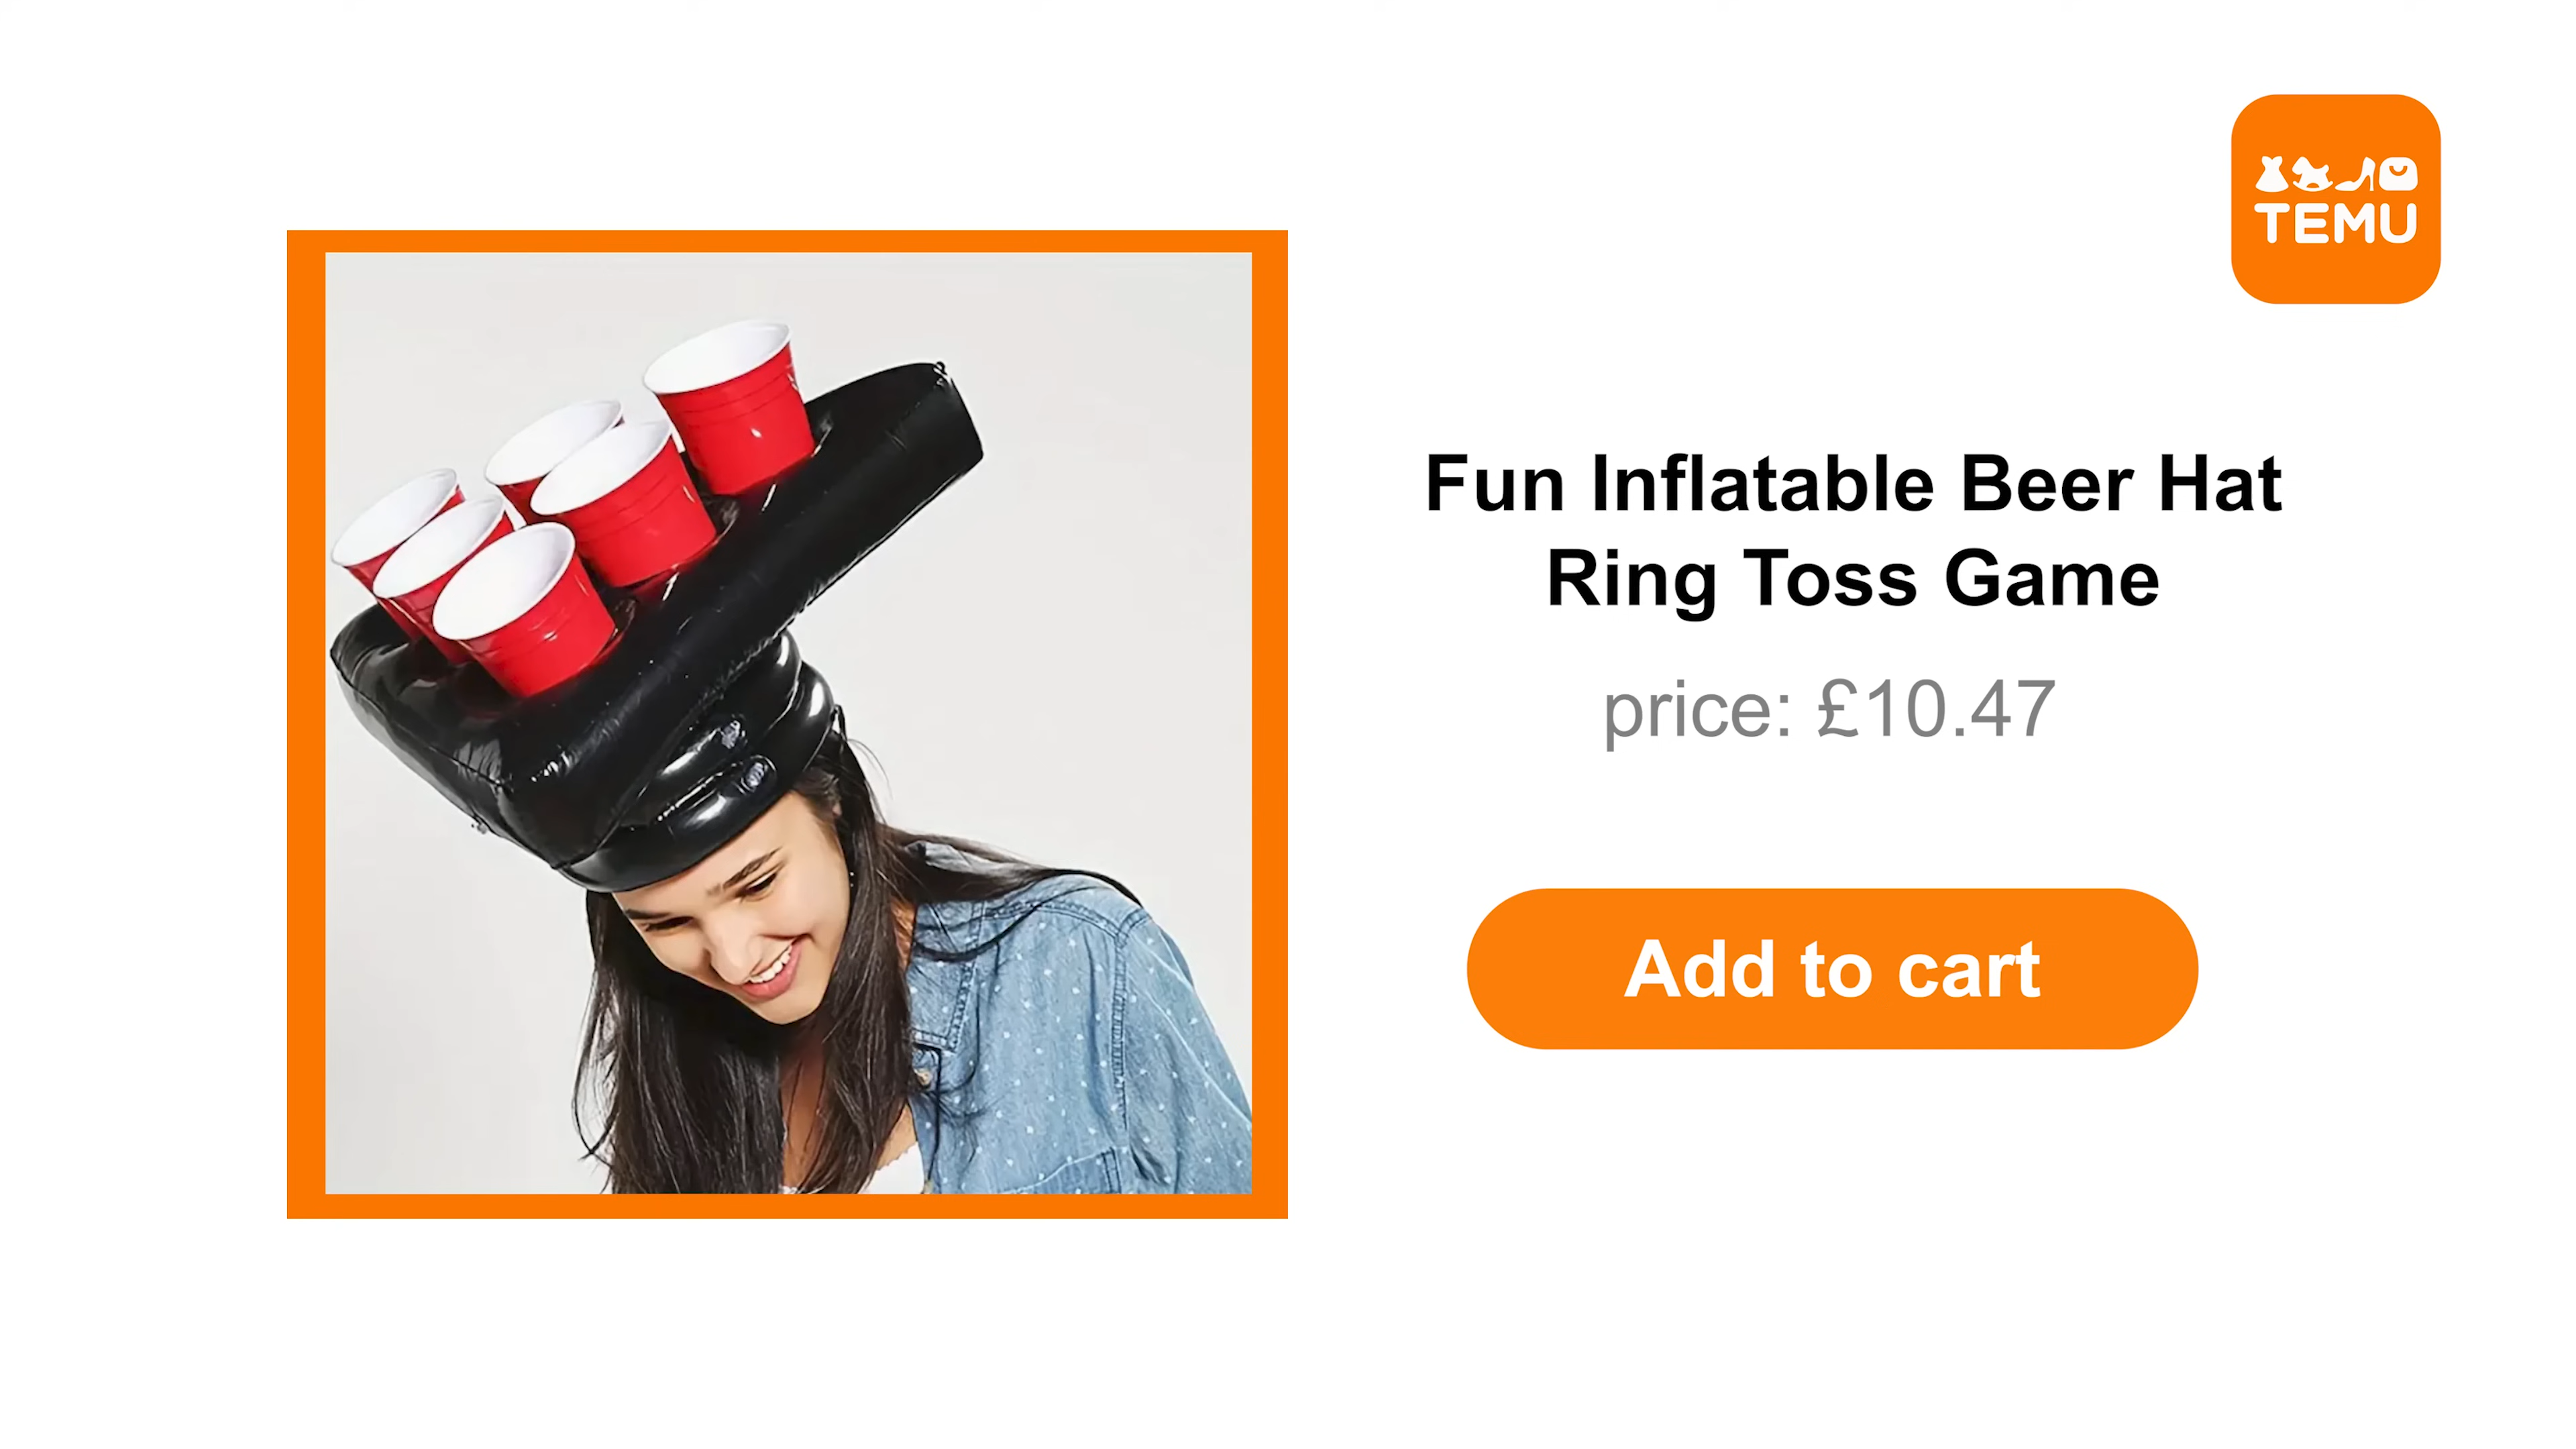 TEMU
Fun Inflatable Beer Hat
Ring Toss Game
price: £10.47
Add to cart